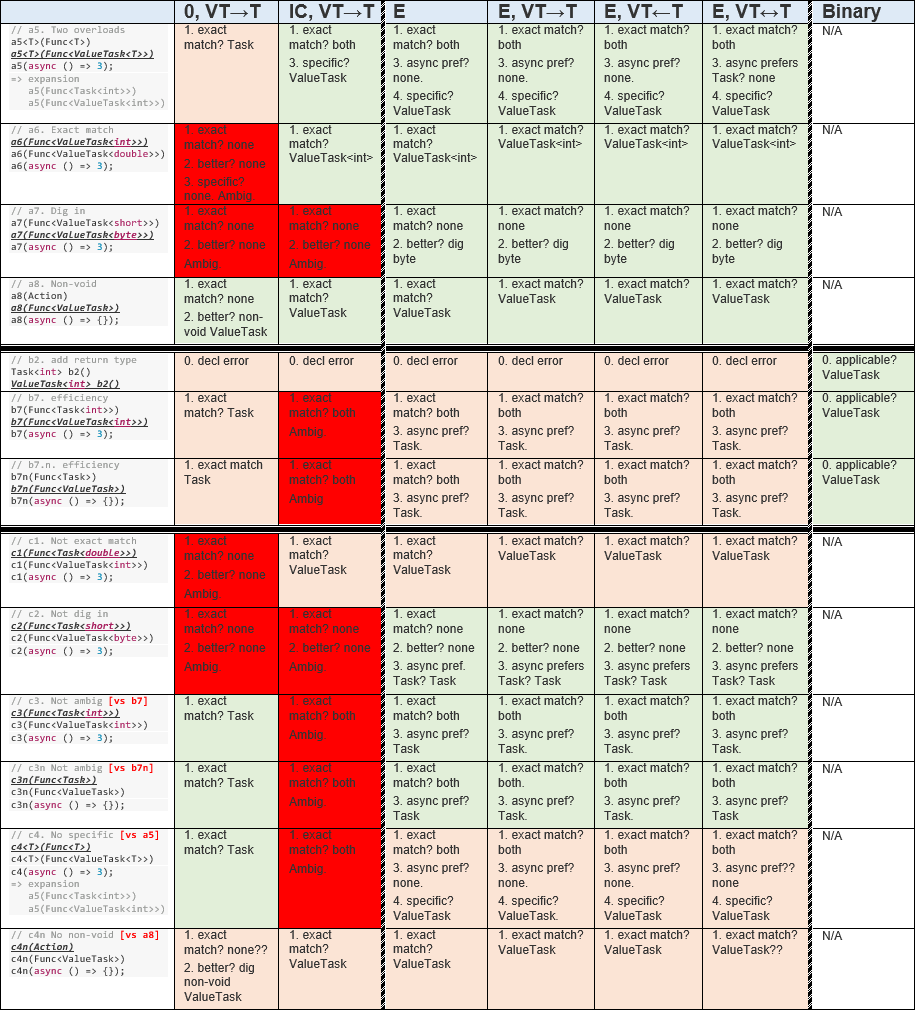 0, VT→T IC, VT→T E E, VT→T E, VT←T E, VT↔T Binary
// a5. Two overloads
a5<T>(Func<T>)
a5<T>(Func<ValueTask<T>>)
a5(async () => 3);
=> expansion
a5(Func<Task<int>>)
a5(Func<ValueTask<int>>)
1. exact
match? Task
1. exact
match? both
3. specific?
ValueTask
1. exact
match? both
3. async pref?
none.
4. specific?
ValueTask
1. exact match?
both
3. async pref?
none.
4. specific?
ValueTask
1. exact match?
both
3. async pref?
none.
4. specific?
ValueTask
1. exact match?
both
3. async prefers
Task? none
4. specific?
ValueTask
N/A
// a6. Exact match
a6(Func<ValueTask<int>>)
a6(Func<ValueTask<double>>)
a6(async () => 3);
1. exact
match? none
2. better? none
3. specific?
none. Ambig.
1. exact
match?
ValueTask<int>
1. exact
match?
ValueTask<int>
1. exact match?
ValueTask<int>
1. exact match?
ValueTask<int>
1. exact match?
ValueTask<int>
N/A
// a7. Dig in
a7(Func<ValueTask<short>>)
a7(Func<ValueTask<byte>>)
a7(async () => 3);
1. exact
match? none
2. better? none
Ambig.
1. exact
match? none
2. better? none
Ambig.
1. exact
match? none
2. better? dig
byte
1. exact match?
none
2. better? dig
byte
1. exact match?
none
2. better? dig
byte
1. exact match?
none
2. better? dig
byte
N/A
// a8. Non-void
a8(Action)
a8(Func<ValueTask>)
a8(async () => {});
1. exact
match? none
2. better? non-
void ValueTask
1. exact
match?
ValueTask
1. exact
match?
ValueTask
1. exact match?
ValueTask
1. exact match?
ValueTask
1. exact match?
ValueTask
N/A
// b2. add return type
Task<int> b2()
ValueTask<int> b2()
0. decl error
0. decl error
0. decl error
0. decl error
0. decl error
0. decl error
0. applicable?
ValueTask
// b7. efficiency
b7(Func<Task<int>>)
b7(Func<ValueTask<int>>)
b7(async () => 3);
1. exact
match? Task
1. exact
match? both
Ambig.
1. exact
match? both
3. async pref?
Task.
1. exact match?
both
3. async pref?
Task.
1. exact match?
both
3. async pref?
Task.
1. exact match?
both
3. async pref?
Task.
0. applicable?
ValueTask
// b7.n. efficiency
b7n(Func<Task>)
b7n(Func<ValueTask>)
b7n(async () => {});
1. exact match
Task
1. exact
match? both
Ambig
1. exact
match? both
3. async pref?
Task.
1. exact match?
both
3. async pref?
Task.
1. exact match?
both
3. async pref?
Task.
1. exact match?
both
3. async pref?
Task.
0. applicable?
ValueTask
// c1. Not exact match
c1(Func<Task<double>>)
c1(Func<ValueTask<int>>)
c1(async () => 3);
1. exact
match? none
2. better? none
Ambig.
1. exact
match?
ValueTask
1. exact
match?
ValueTask
1. exact match?
ValueTask
1. exact match?
ValueTask
1. exact match?
ValueTask
N/A
// c2. Not dig in
c2(Func<Task<short>>)
c2(Func<ValueTask<byte>>)
c2(async () => 3);
1. exact
match? none
2. better? none
Ambig.
1. exact
match? none
2. better? none
Ambig.
1. exact
match? none
2. better? none
3. async pref.
Task? Task
1. exact match?
none
2. better? none
3. async prefers
Task? Task
1. exact match?
none
2. better? none
3. async prefers
Task? Task
1. exact match?
none
2. better? none
3. async prefers
Task? Task
N/A
// c3. Not ambig [vs b7]
c3(Func<Task<int>>)
c3(Func<ValueTask<int>>)
c3(async () => 3);
1. exact
match? Task
1. exact
match? both
Ambig.
1. exact
match? both
3. async pref?
Task
1. exact match?
both
3. async pref?
Task.
1. exact match?
both
3. async pref?
Task.
1. exact match?
both
3. async pref?
Task.
N/A
// c3n Not ambig [vs b7n]
c3n(Func<Task>)
c3n(Func<ValueTask>)
c3n(async () => {});
1. exact
match? Task
1. exact
match? both
Ambig.
1. exact
match? both
3. async pref?
Task
1. exact match?
both.
3. async pref?
Task.
1. exact match?
both
3. async pref?
Task.
1. exact match?
both
3. async pref?
Task.
N/A
// c4. No specific [vs a5]
c4<T>(Func<T>)
c4<T>(Func<ValueTask<T>>)
c4(async () => 3);
=> expansion
a5(Func<Task<int>>)
a5(Func<ValueTask<int>>)
1. exact
match? Task
1. exact
match? both
Ambig.
1. exact
match? both
3. async pref?
none.
4. specific?
ValueTask
1. exact match?
both
3. async pref?
none.
4. specific?
ValueTask.
1. exact match?
both
3. async pref?
none.
4. specific?
ValueTask
1. exact match?
both
3. async pref??
none
4. specific?
ValueTask
N/A
// c4n No non-void [vs a8]
c4n(Action)
c4n(Func<ValueTask>)
c4n(async () => {});
1. exact
match? none??
2. better? dig
non-void
ValueTask
1. exact
match?
ValueTask
1. exact
match?
ValueTask
1. exact match?
ValueTask
1. exact match?
ValueTask
1. exact match?
ValueTask??
N/A